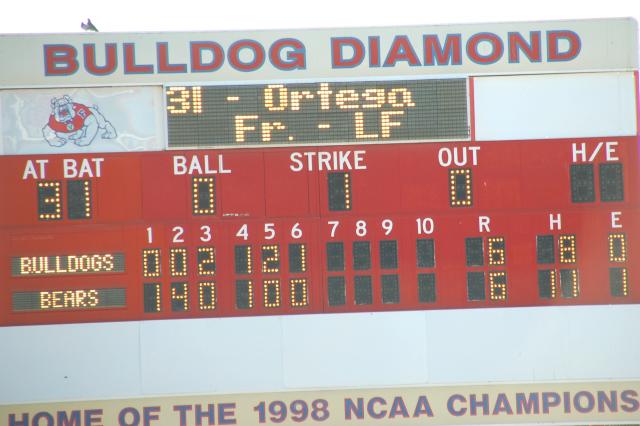 BULLDOG DIAMOND
31 - Ortega
Fr. - LF
AT BAT BALL STRIKE OUT H/E
31 0 1 0
1 2 3 4 5 6 7 8 9 10 R H E
BULLDOGS 0 0 2 1 2 1 6 8 0
BEARS 1 4 0 1 0 0 6 11 1
HOME OF THE 1998 NCAA CHAMPIONS